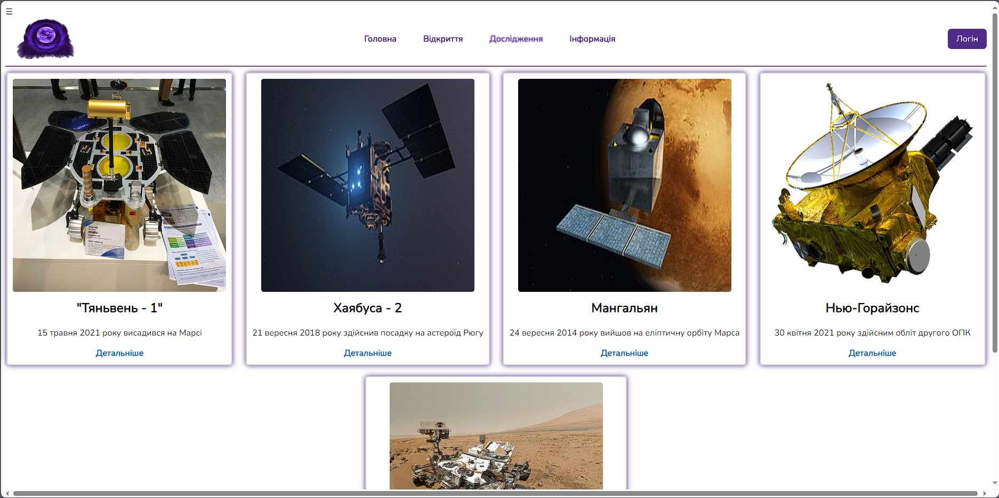 ☰
Головна
Відкриття
Дослідження
Інформація
Логін
"Тяньвень - 1"
15 травня 2021 року висадився на Марсі
Детальніше
Хаябуса - 2
21 вересня 2018 року здійснив посадку на астероїд Рюгу
Детальніше
Мангальян
24 вересня 2014 року вийшов на еліптичну орбіту Марса
Детальніше
Нью-Горайзонс
30 квітня 2021 року здійсним обліт другого ОПК
Детальніше